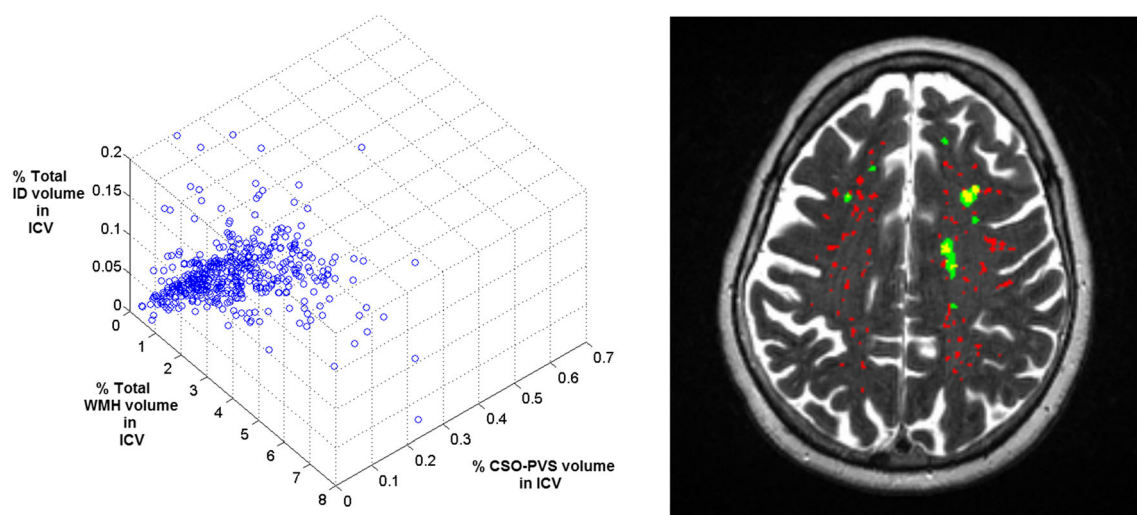 0.2
% Total
ID volume
in
ICV
0.15
0.1
0.05
0
0
1
2
3
4
5
6
7
8
% Total
WMH volume
in
ICV
0
0.1
0.2
0.3
0.4
0.5
0.6
0.7
% CSO-PVS volume
in ICV